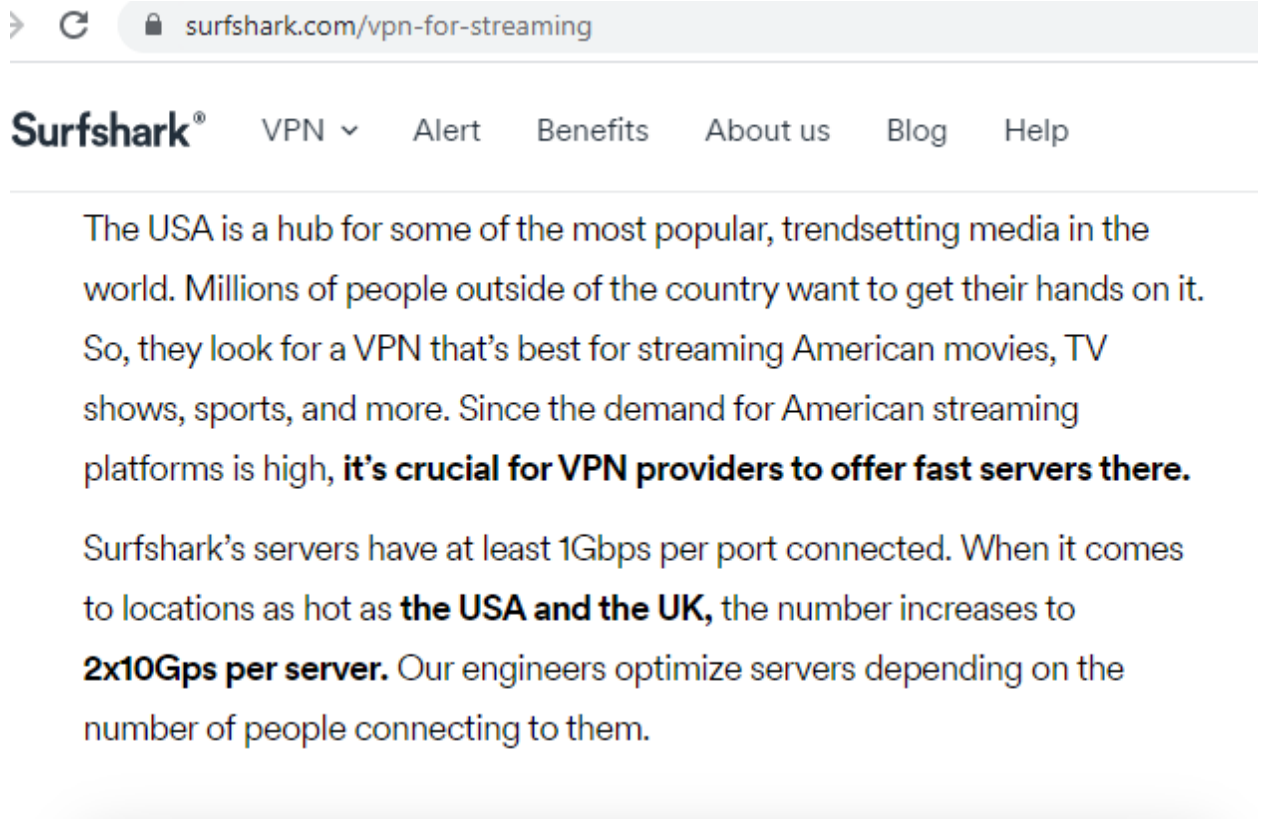 surfshark.com/vpn-for-streaming
Surfshark® VPN Alert Benefits About us Blog Help
The USA is a hub for some of the most popular, trendsetting media in the
world. Millions of people outside of the country want to get their hands on it.
So, they look for a VPN that's best for streaming American movies, TV
shows, sports, and more. Since the demand for American streaming
platforms is high, it's crucial for VPN providers to offer fast servers there.
Surfshark's servers have at least 1Gbps per port connected. When it comes
to locations as hot as the USA and the UK, the number increases to
2x10Gps per server. Our engineers optimize servers depending on the
number of people connecting to them.